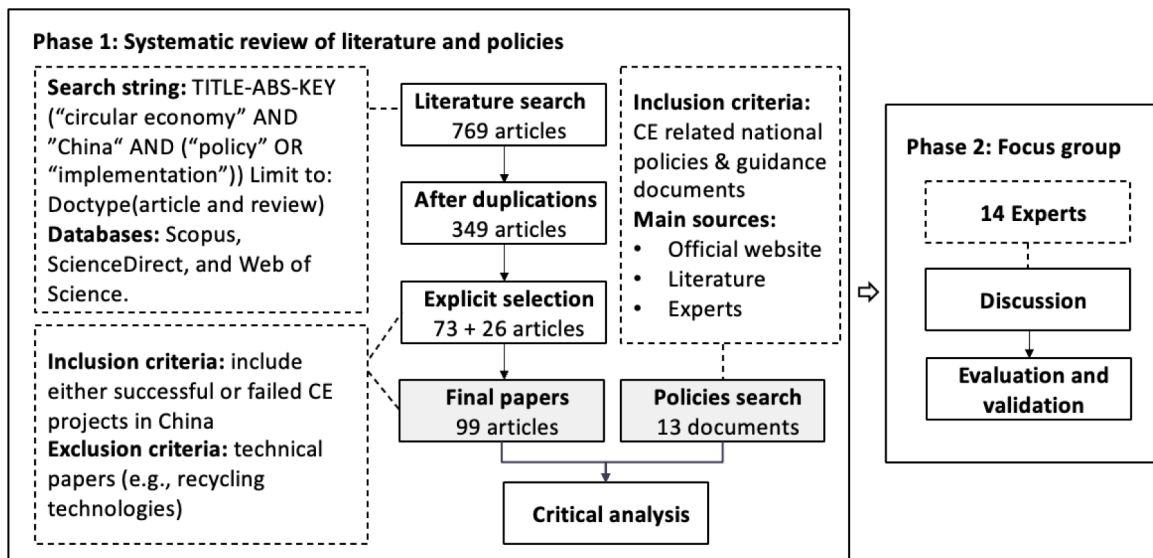 Phase 1: Systematic review of literature and policies
Search string: TITLE-ABS-KEY
(“circular economy” AND
”China“ AND (“policy” OR
“implementation”)) Limit to:
Doctype(article and review)
Databases: Scopus,
ScienceDirect, and Web of
Science.
Inclusion criteria: include
either successful or failed CE
projects in China
Exclusion criteria: technical
papers (e.g., recycling
technologies)
Literature search
769 articles
After duplications
349 articles
Explicit selection
73 + 26 articles
Final papers
99 articles
Inclusion criteria:
CE related national
policies & guidance
documents
Main sources:
• Official website
• Literature
• Experts
Policies search
13 documents
Critical analysis
Phase 2: Focus group
14 Experts
Discussion
Evaluation and
validation